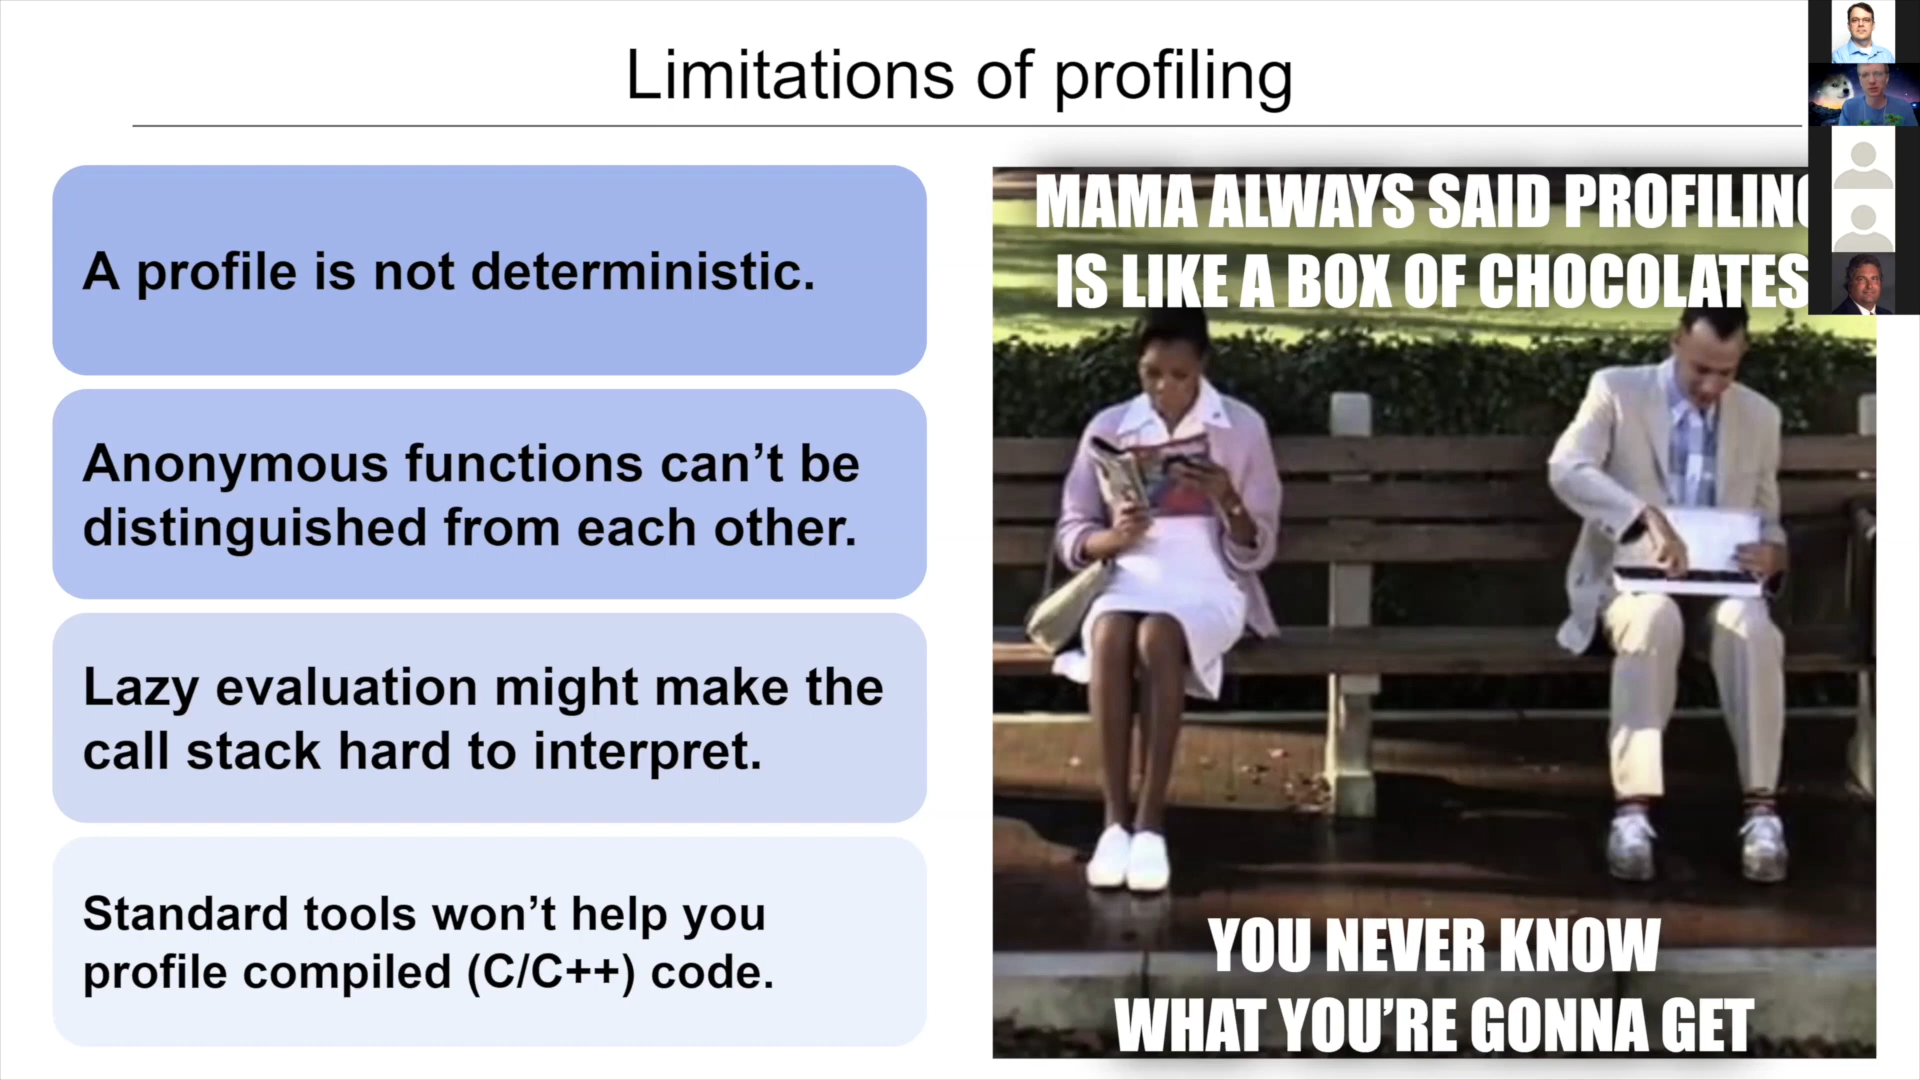 Limitations of profiling
A profile is not deterministic.
Anonymous functions can’t be
distinguished from each other.
Lazy evaluation might make the
call stack hard to interpret.
Standard tools won’t help you
profile compiled (C/C++) code.
MAMA ALWAYS SAID PROFILING
IS LIKE A BOX OF CHOCOLATES
YOU NEVER KNOW
WHAT YOU’RE GONNA GET